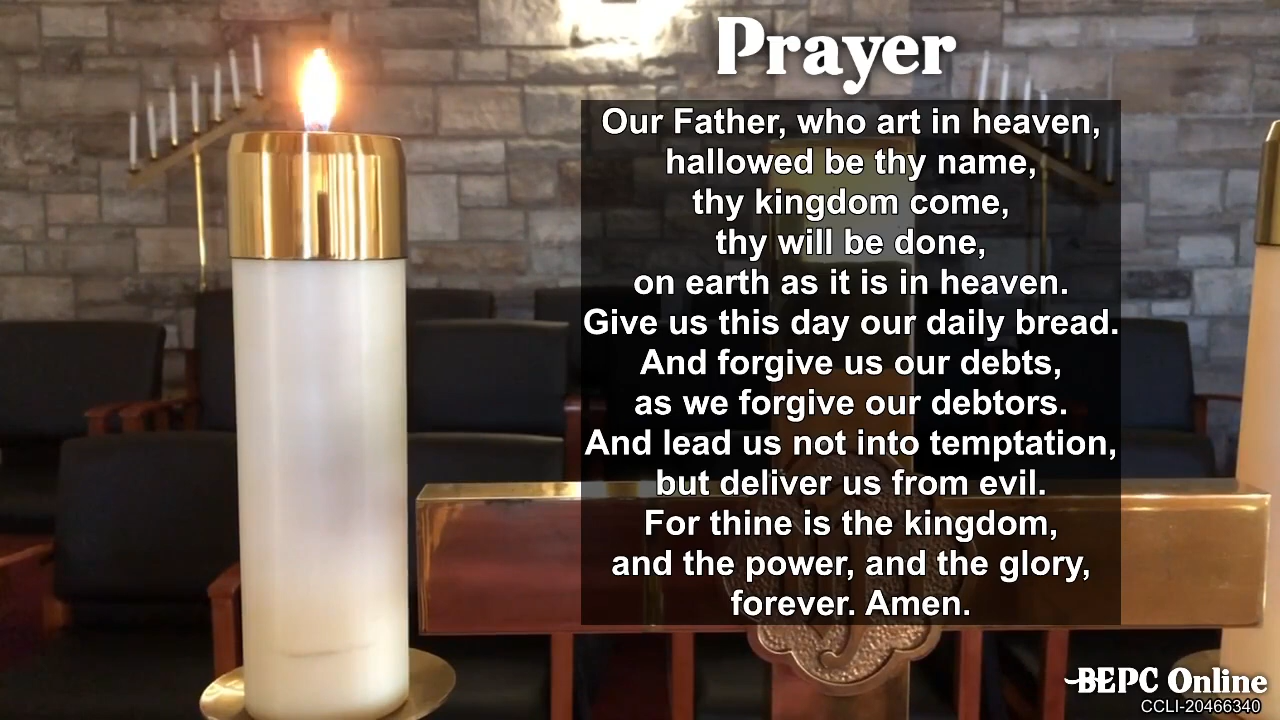 Prayer
Our Father, who art in heaven,
hallowed be thy name,
thy kingdom come,
thy will be done,
on earth as it is in heaven.
Give us this day our daily bread.
And forgive us our debts,
as we forgive our debtors.
And lead us not into temptation,
but deliver us from evil.
For thine is the kingdom,
and the power, and the glory,
forever. Amen.
BEPC Online
CCLI-20466340